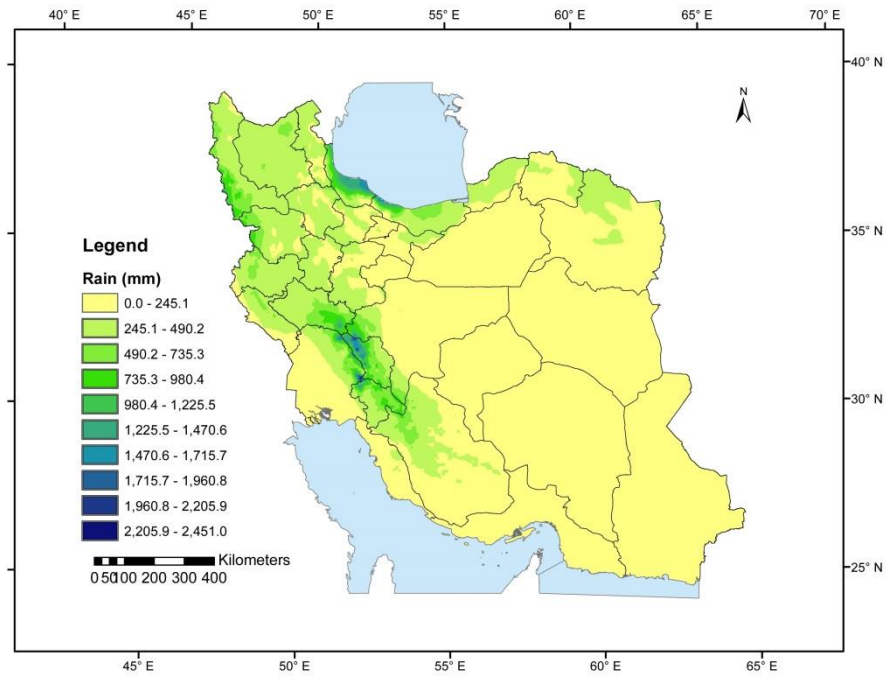 40° E 45° E 50° E 55° E 60° E 65° E 70° E
40° N
N
35° N
Legend
Rain (mm)
0.0 - 245.1
245.1 - 490.2
490.2 - 735.3
735.3 - 980.4
980.4 - 1,225.5
1,225.5 - 1,470.6
1,470.6 - 1,715.7
1,715.7 - 1,960.8
1,960.8 - 2,205.9
2,205.9 - 2,451.0
30° N
Kilometers
0 50100 200 300 400
25° N
45° E 50° E 55° E 60° E 65° E